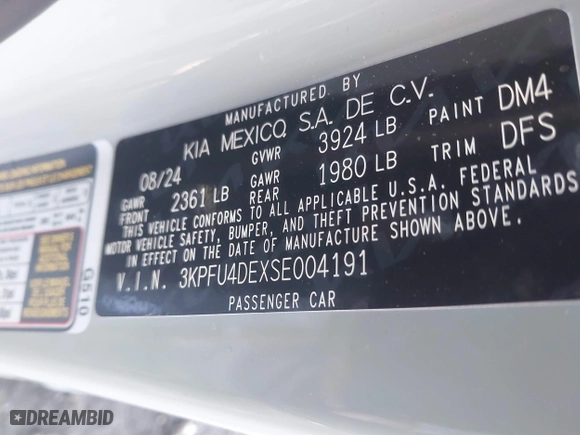 MANUFACTURED BY
KIA MEXICO, S.A. DE C.V.
08/24 GVWR 3924 LB PAINT DM4
GAWR FRONT 2361 LB GAWR REAR 1980 LB TRIM DFS
THIS VEHICLE CONFORMS TO ALL APPLICABLE U.S.A. FEDERAL
MOTOR VEHICLE SAFETY, BUMPER, AND THEFT PREVENTION STANDARDS
IN EFFECT ON THE DATE OF MANUFACTURE SHOWN ABOVE.
V.I.N. 3KPFU4DEXSE004191
PASSENGER CAR
G510
DREAMBID